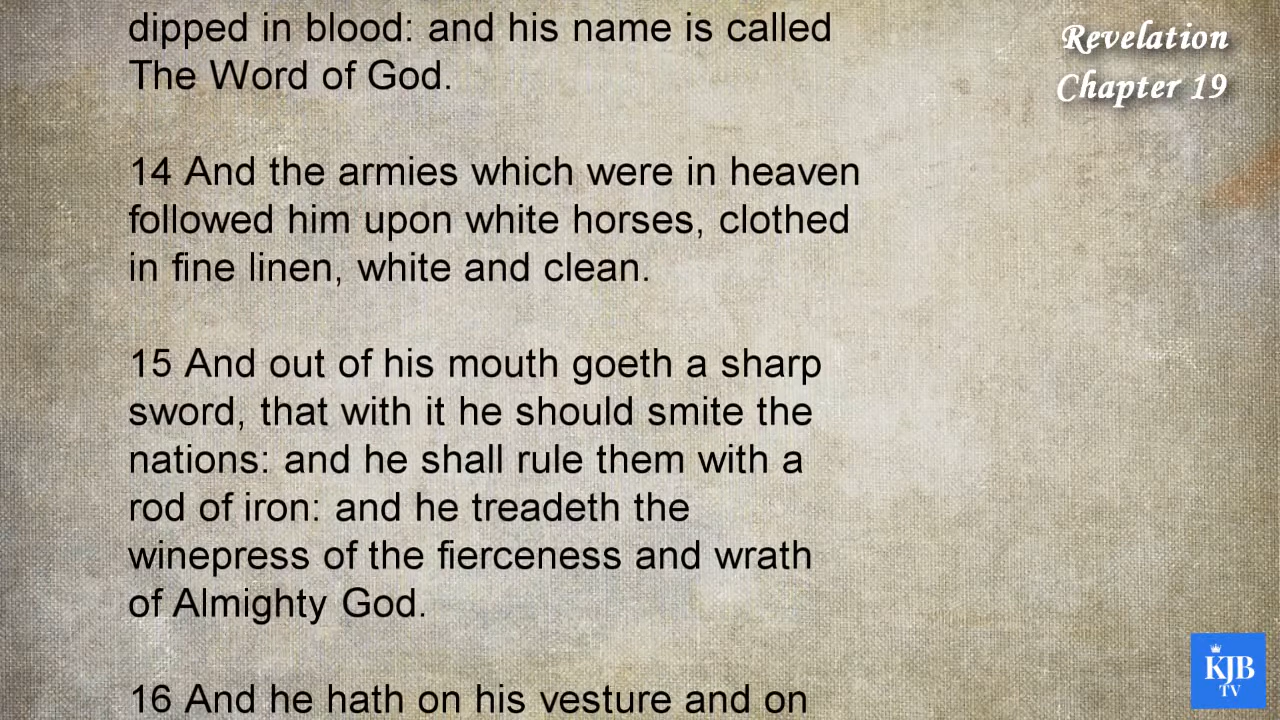 dipped in blood: and his name is called
The Word of God.
14 And the armies which were in heaven
followed him upon white horses, clothed
in fine linen, white and clean.
15 And out of his mouth goeth a sharp
sword, that with it he should smite the
nations: and he shall rule them with a
rod of iron: and he treadeth the
winepress of the fierceness and wrath
of Almighty God.
16 And he hath on his vesture and on
Revelation
Chapter 19
KJB
TV